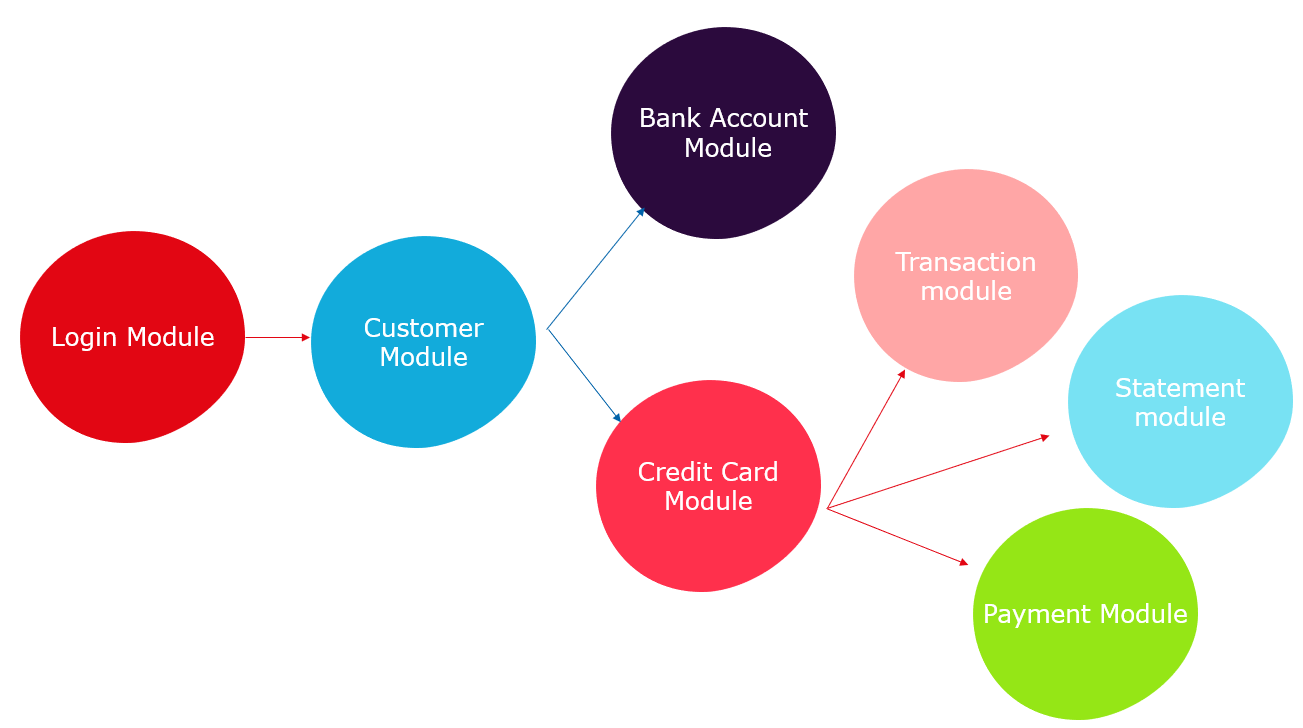 Login Module
Customer
Module
Bank Account
Module
Credit Card
Module
Transaction
module
Statement
module
Payment Module